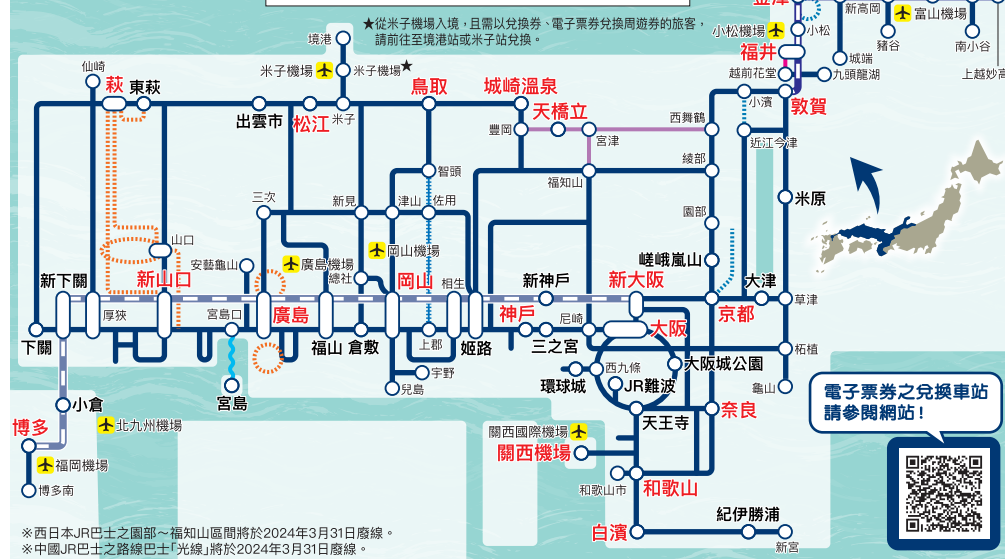 金澤
★從米子機場入境，且需以兌換券、電子票券兌換周遊券的旅客，
請前往至境港站或米子站兌換。
新高岡
富山機場
小松機場
小松
豬谷
南小谷
上越妙高
境港
福井
城端
越前花堂
九頭龍湖
仙崎
米子機場
米子機場★
萩
東萩
鳥取
城崎溫泉
小濱
敦賀
出雲市
松江
米子
天橋立
豐岡
宮津
西舞鶴
近江今津
智頭
福知山
綾部
三次
新見
津山
佐用
園部
米原
山口
安藝龜山
廣島機場
岡山機場
總社
嵯峨嵐山
新下關
新山口
岡山
相生
新神戶
新大阪
大津
厚狹
宮島口
廣島
神戶
尼崎
京都
草津
下關
福山
倉敷
上郡
姬路
三之宮
大阪
柘植
宇野
兒島
環球城
西九條
大阪城公園
JR難波
龜山
宮島
小倉
天王寺
奈良
電子票券之兌換車站
請參閱網站！
博多
北九州機場
關西國際機場
關西機場
福岡機場
博多南
和歌山市
和歌山
白濱
紀伊勝浦
新宮
※西日本JR巴士之園部～福知山區間將於2024年3月31日廢線。
※中國JR巴士之路線巴士「光線」將於2024年3月31日廢線。